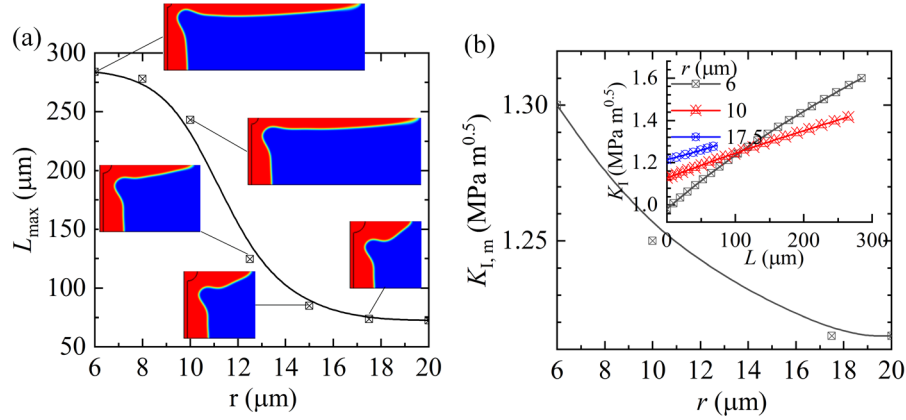 (a)
300
250
200
150
100
50
L_max (μm)
6 8 10 12 14 16 18 20
r (μm)
(b)
1.30
1.25
K_I, m (MPa m^0.5)
6 8 10 12 14 16 18 20
r (μm)
1.6
1.4
1.2
1.0
K_I (MPa m^0.5)
r (μm)
6
10
17.5
0 100 200 300
L (μm)